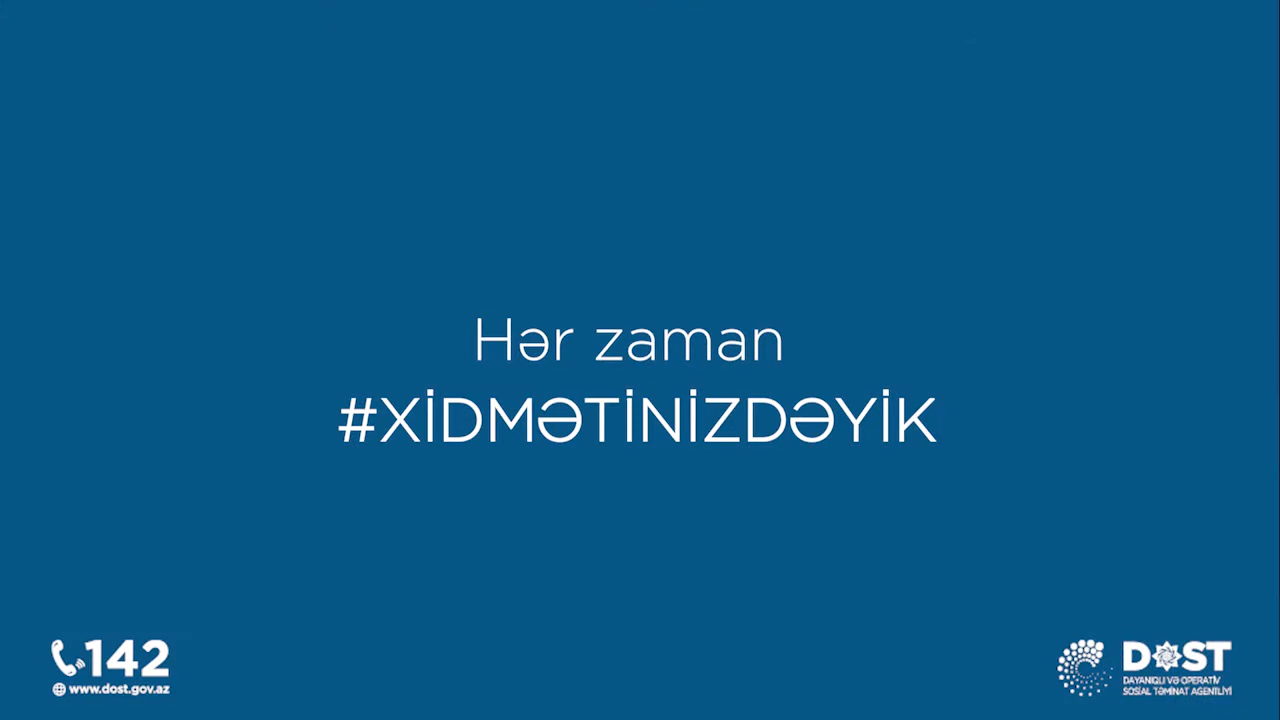 Hər zaman
#XİDMƏTİNİZDƏYİK
142
www.dost.gov.az
DOST
DAYANIQLI VƏ OPERATİV
SOSİAL TƏMİNAT AGENTLİYİ